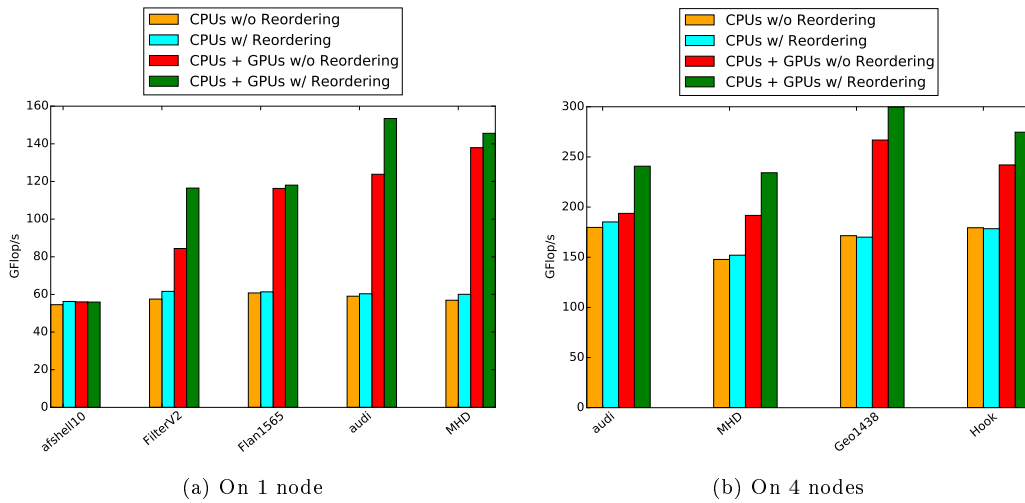 CPUs w/o Reordering
CPUs w/ Reordering
CPUs + GPUs w/o Reordering
CPUs + GPUs w/ Reordering
160
140
120
100
80
60
40
20
0
GFlop/s
afshell10
FilterV2
Flan1565
audi
MHD
(a) On 1 node
CPUs w/o Reordering
CPUs w/ Reordering
CPUs + GPUs w/o Reordering
CPUs + GPUs w/ Reordering
300
250
200
150
100
50
0
GFlop/s
audi
MHD
Geo1438
Hook
(b) On 4 nodes